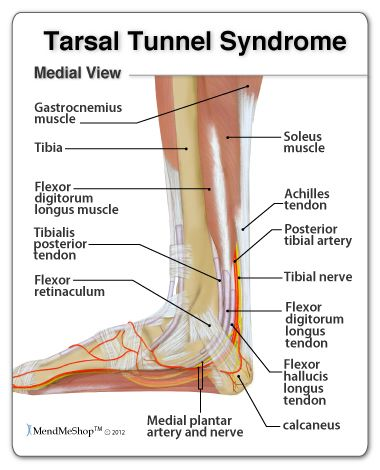 Tarsal Tunnel Syndrome
Medial View
Gastrocnemius
muscle
Tibia
Flexor
digitorum
longus muscle
Tibialis
posterior
tendon
Flexor
retinaculum
Soleus
muscle
Achilles
tendon
Posterior
tibial artery
Tibial nerve
Flexor
digitorum
longus
tendon
Flexor
hallucis
longus
tendon
calcaneus
Medial plantar
artery and nerve
MendMeShop™ © 2012